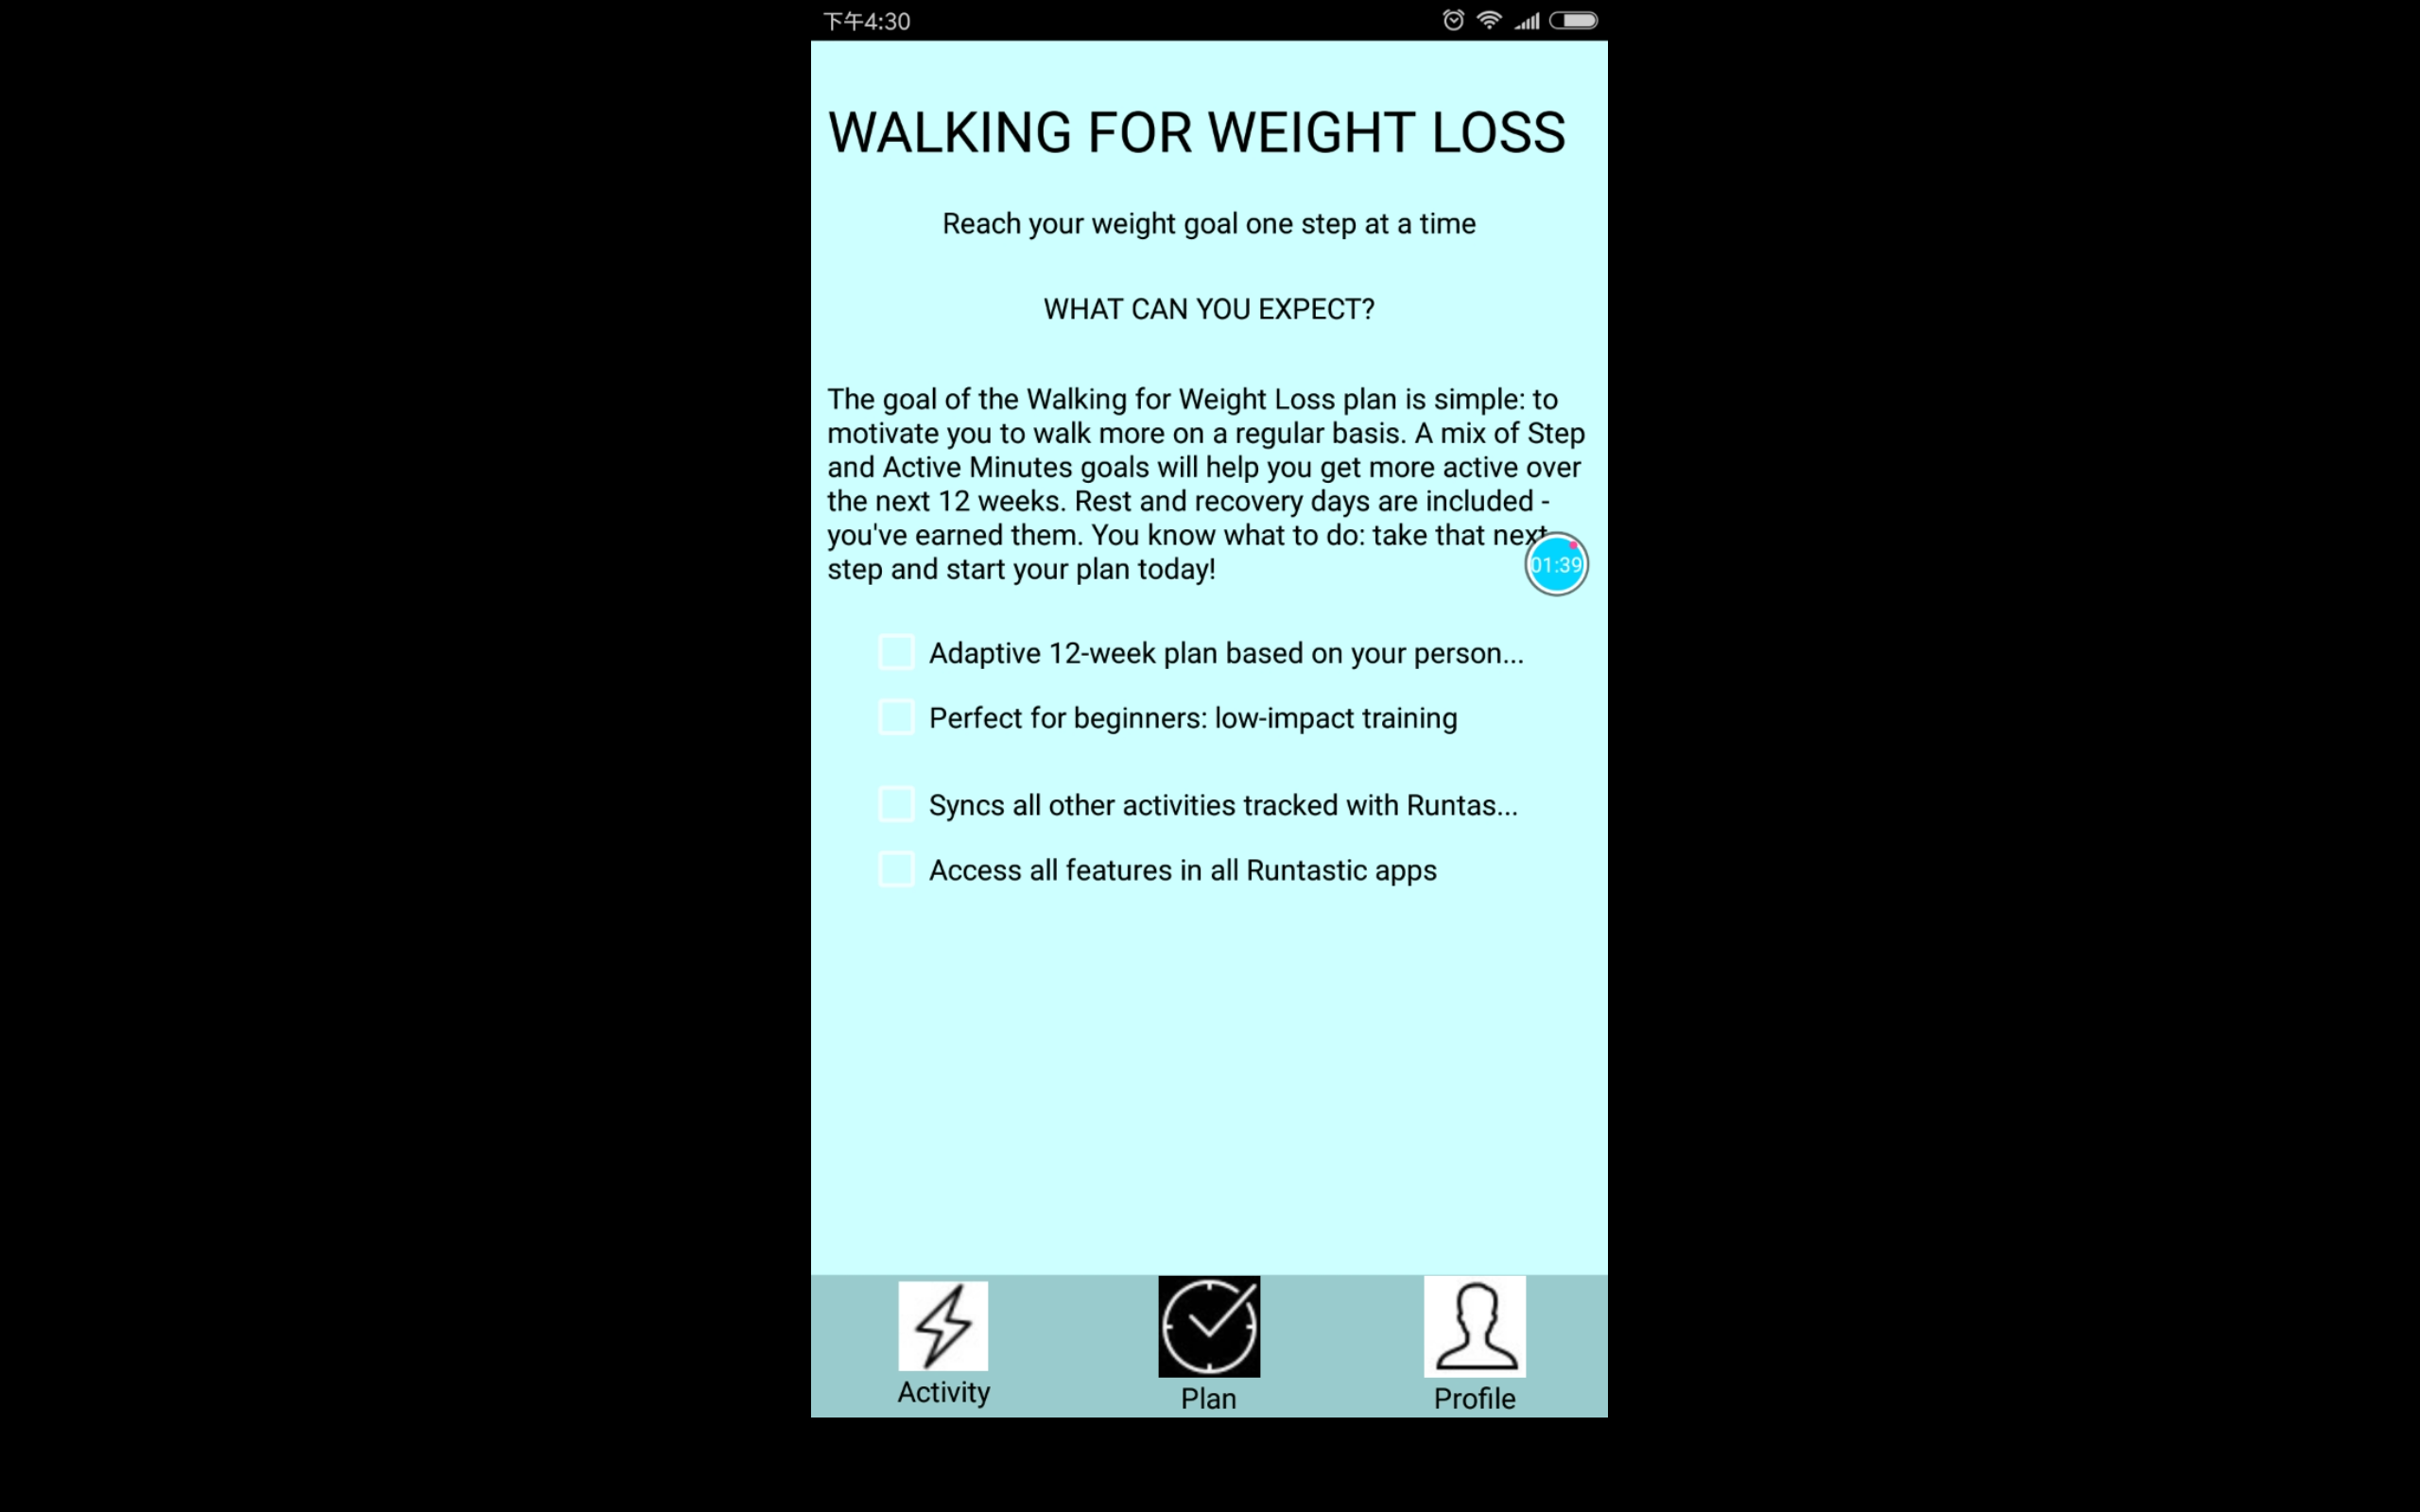 下午4:30
WALKING FOR WEIGHT LOSS
Reach your weight goal one step at a time
WHAT CAN YOU EXPECT?
The goal of the Walking for Weight Loss plan is simple: to
motivate you to walk more on a regular basis. A mix of Step
and Active Minutes goals will help you get more active over
the next 12 weeks. Rest and recovery days are included -
you've earned them. You know what to do: take that next
step and start your plan today!
01:39
Adaptive 12-week plan based on your person...
Perfect for beginners: low-impact training
Syncs all other activities tracked with Runtas...
Access all features in all Runtastic apps
Activity
Plan
Profile